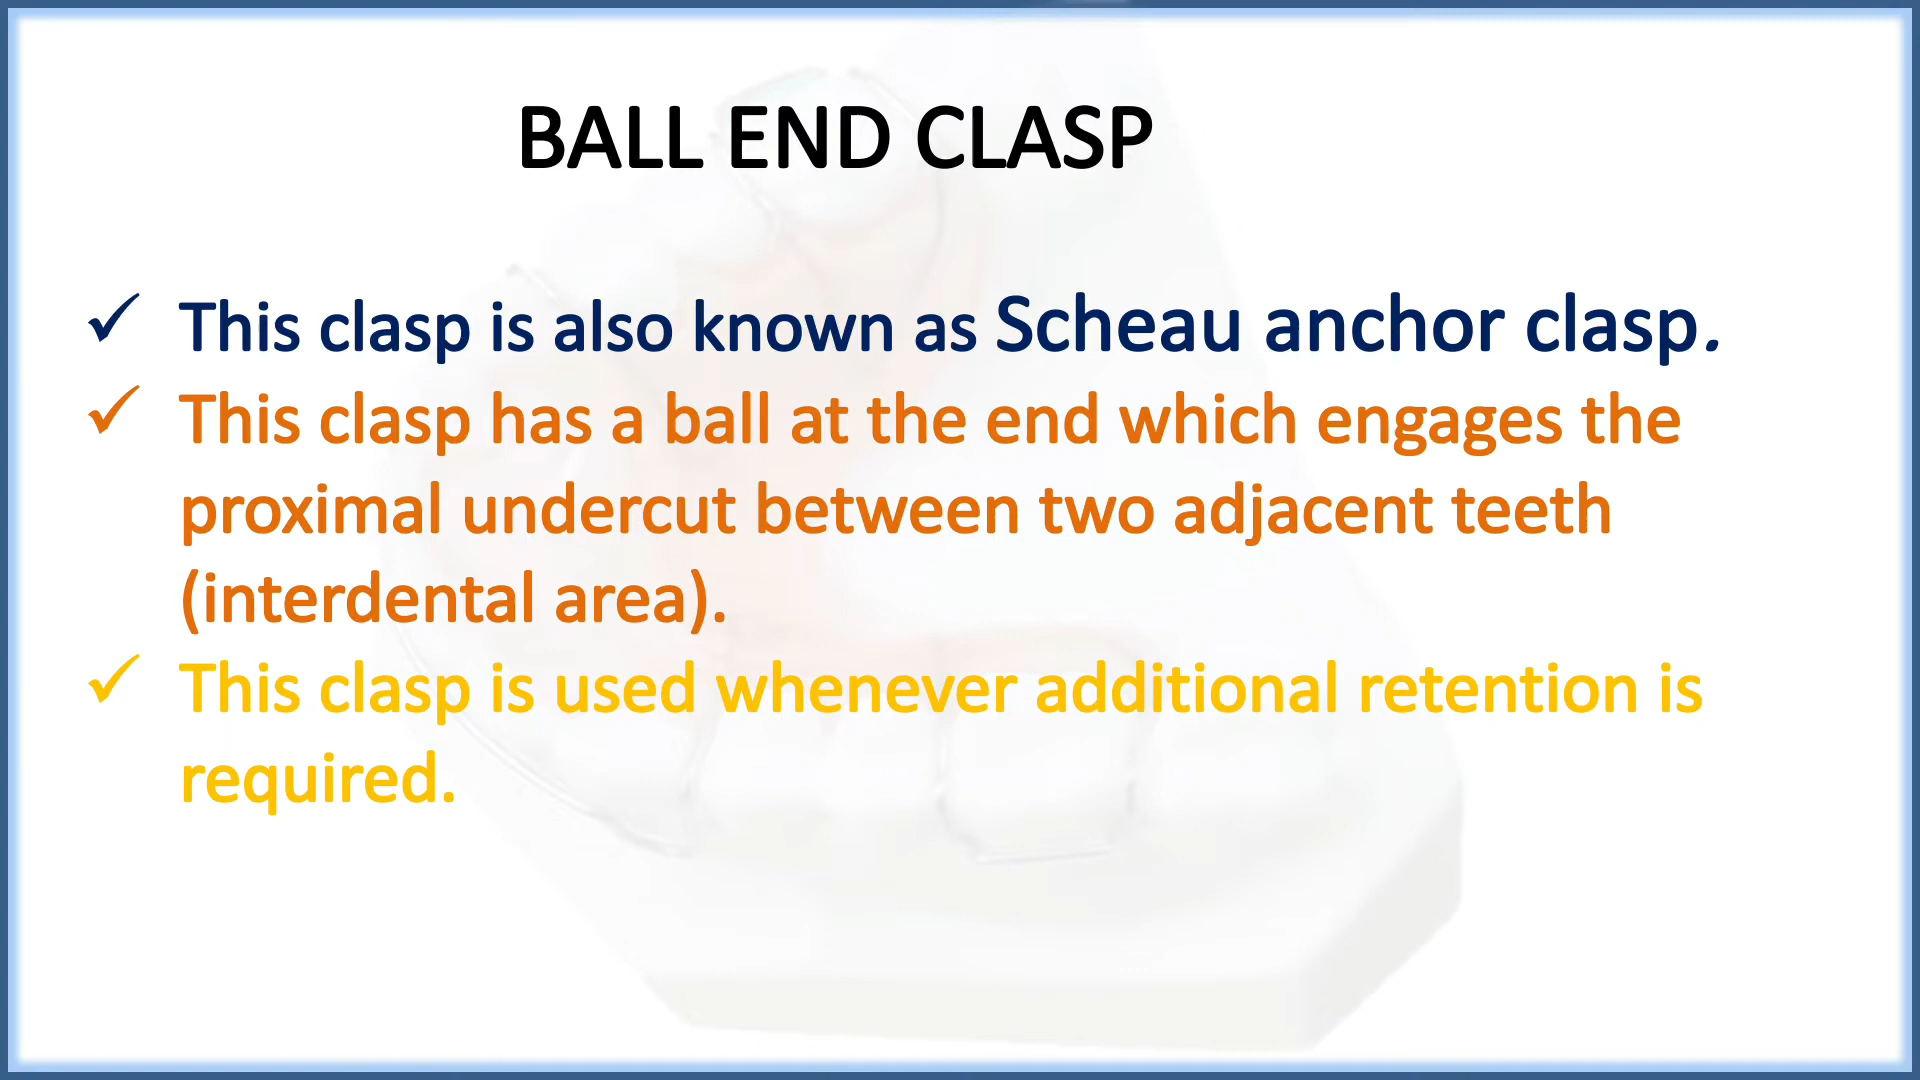 BALL END CLASP
✓ This clasp is also known as Scheau anchor clasp.
✓ This clasp has a ball at the end which engages the
proximal undercut between two adjacent teeth
(interdental area).
✓ This clasp is used whenever additional retention is
required.